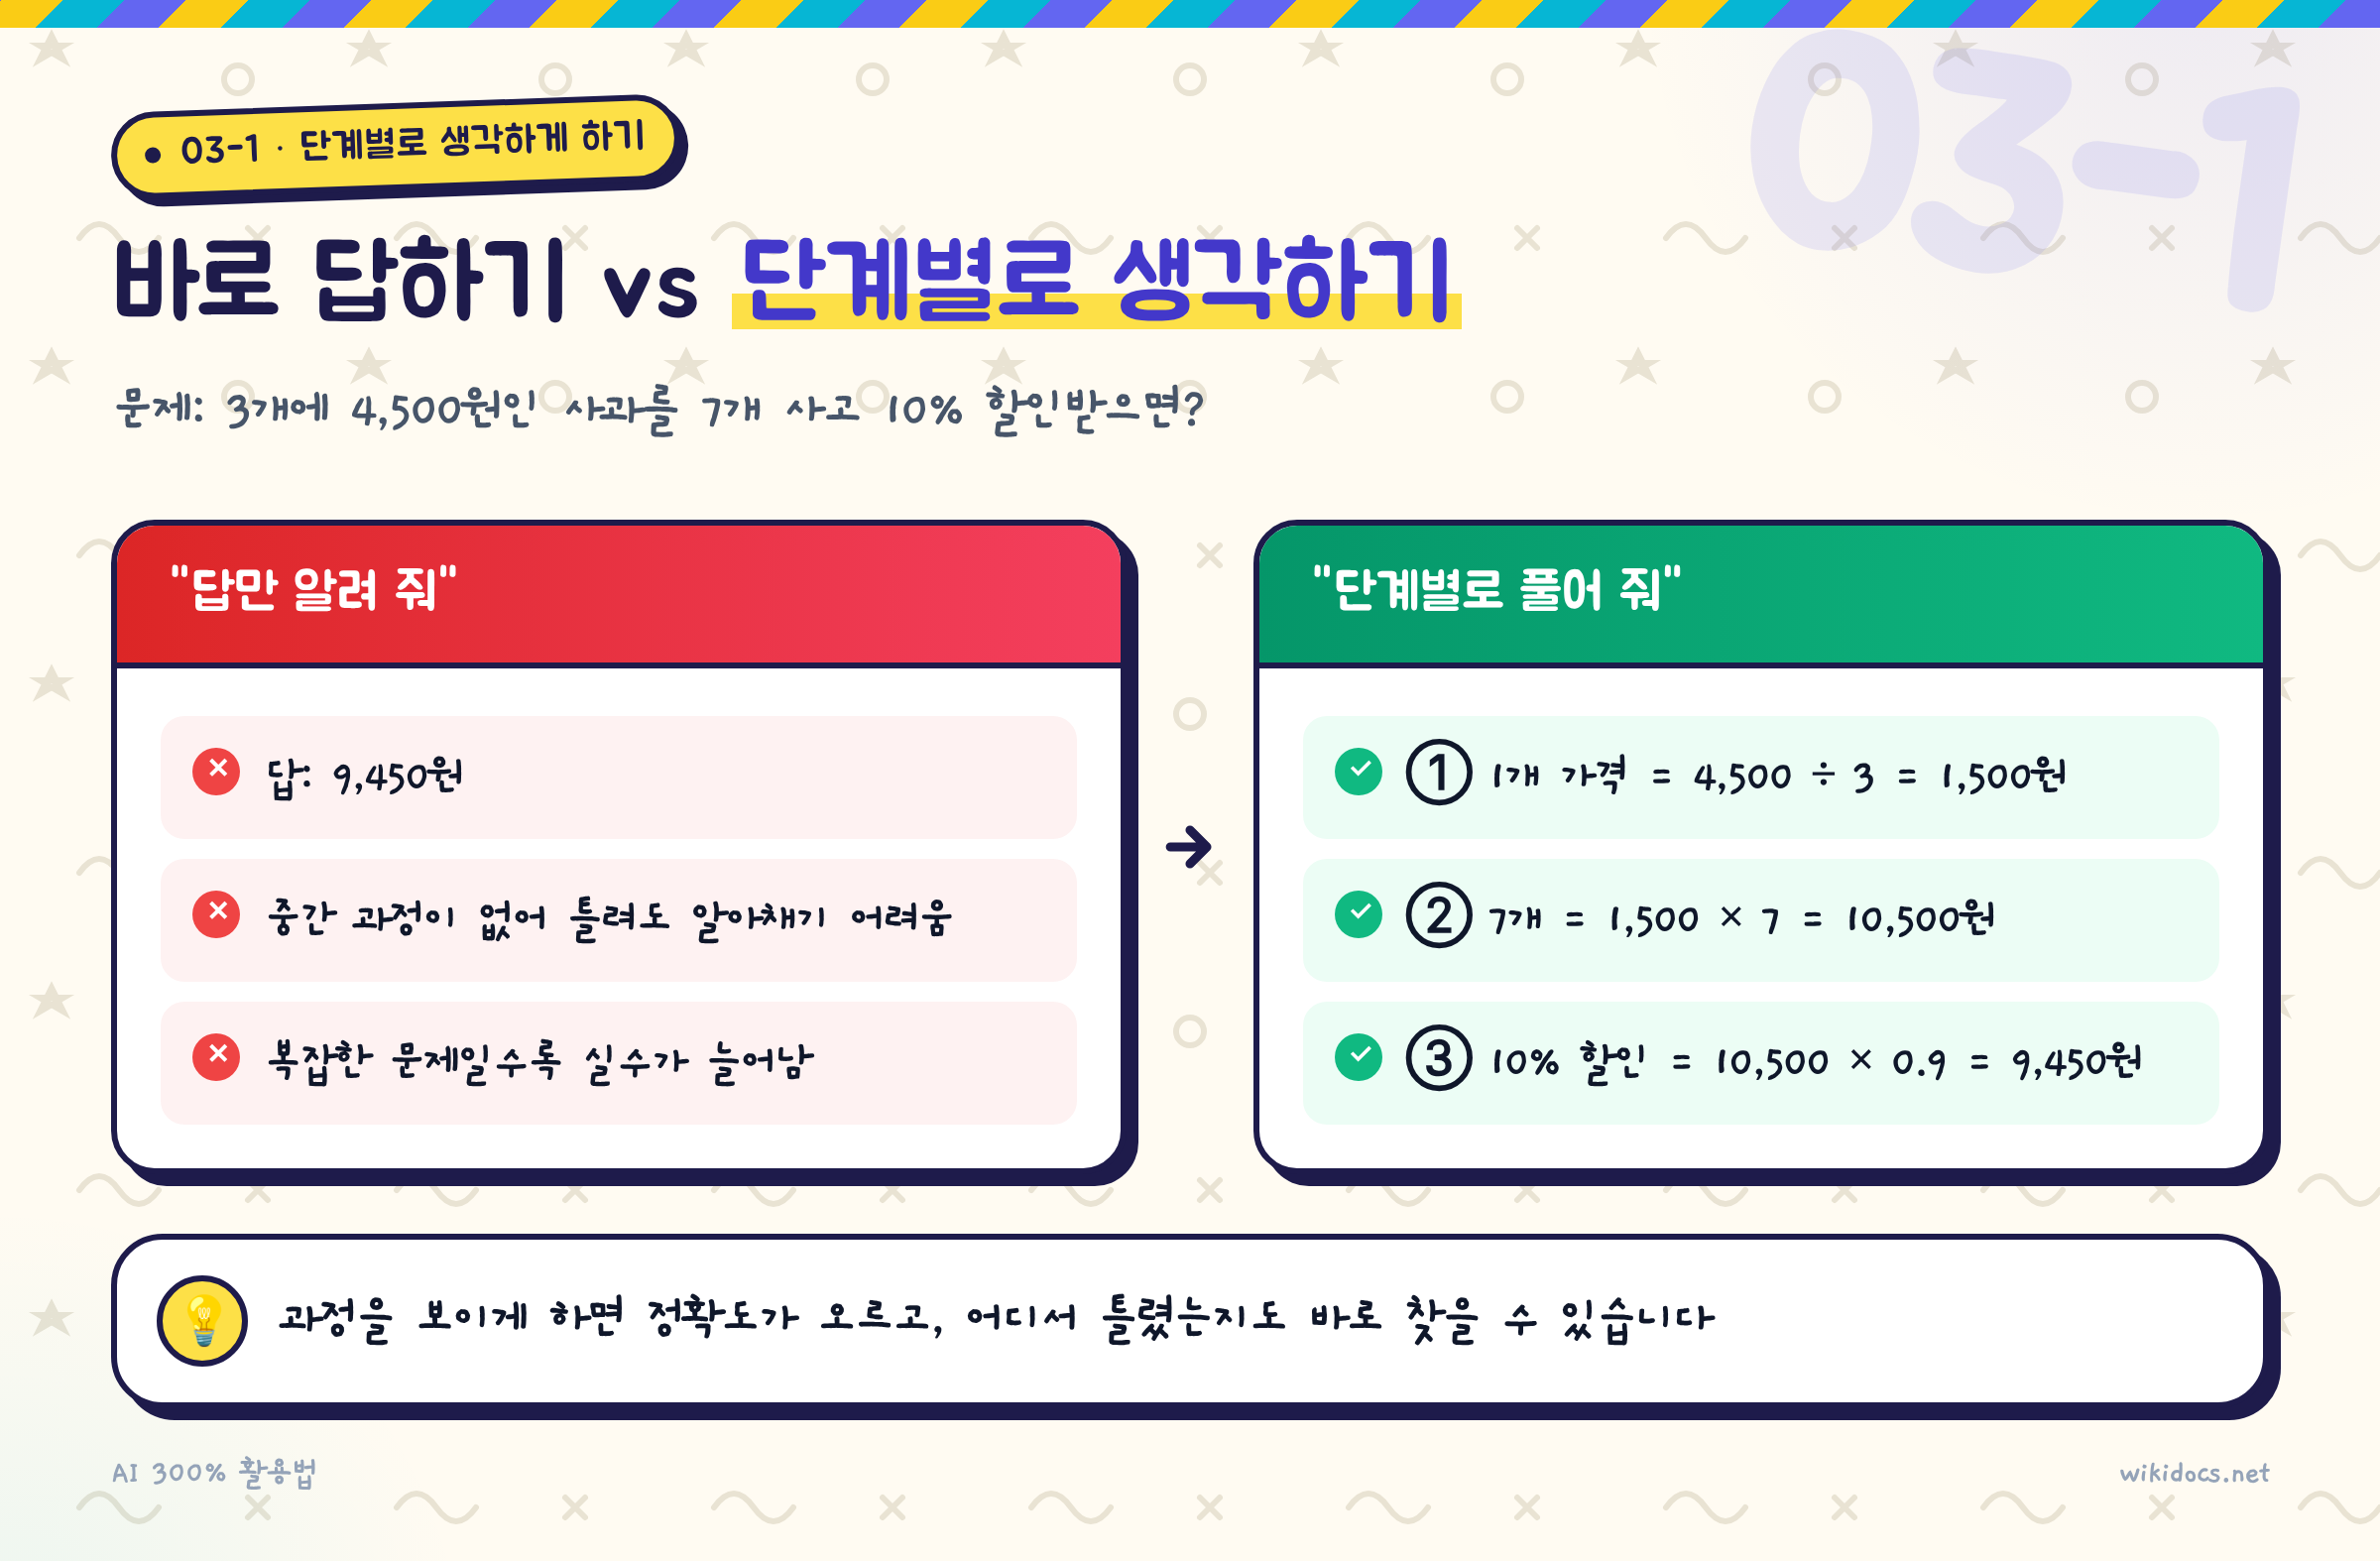 03-1
03-1 · 단계별로 생각하게 하기
바로 답하기 vs 단계별로 생각하기
문제: 3개에 4,500원인 사과를 7개 사고 10% 할인받으면?
"답만 알려 줘"
답: 9,450원
중간 과정이 없어 틀려도 알아채기 어려움
복잡한 문제일수록 실수가 늘어남
→
"단계별로 풀어 줘"
① 1개 가격 = 4,500 ÷ 3 = 1,500원
② 7개 = 1,500 × 7 = 10,500원
③ 10% 할인 = 10,500 × 0.9 = 9,450원
과정을 보이게 하면 정확도가 오르고, 어디서 틀렸는지도 바로 찾을 수 있습니다
AI 300% 활용법
wikidocs.net